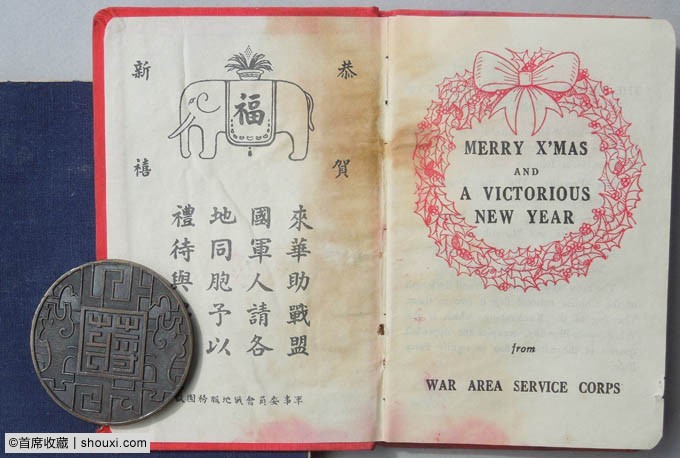 恭賀
新禧
福
來華助戰盟
國軍人請各
地同胞予以
禮待與
軍事委員會戰地服務團
MERRY X'MAS
AND
A VICTORIOUS
NEW YEAR
from
WAR AREA SERVICE CORPS
©首席收藏 | shouxi.com